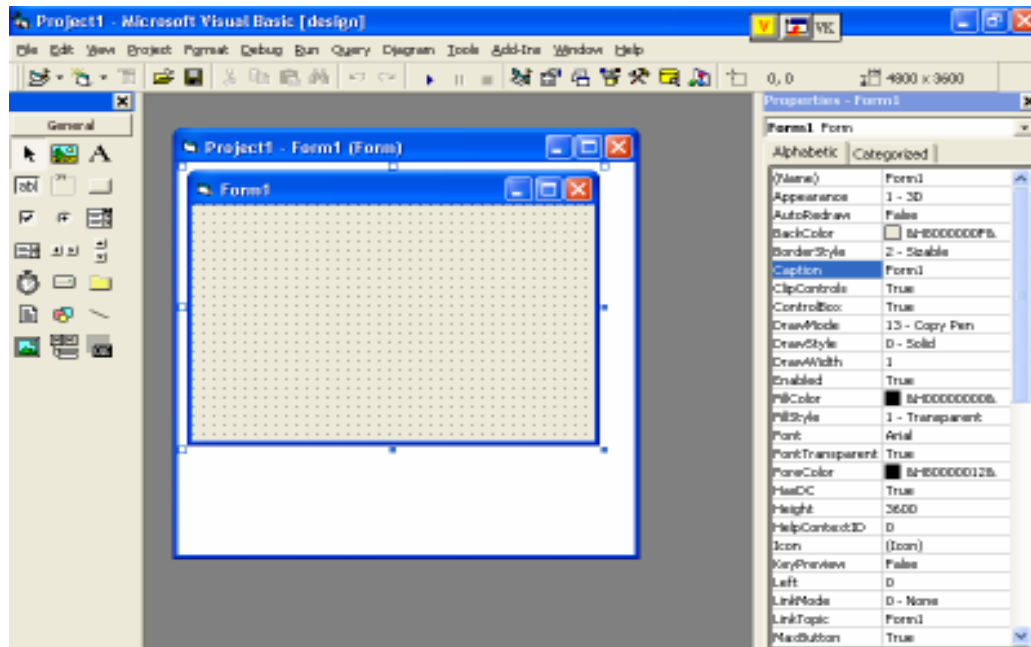 Project1 - Microsoft Visual Basic [design]
V VK
File Edit View Project Format Debug Run Query Diagram Tools Add-Ins Window Help
0, 0 4800 x 3600
General
A
abl
Project1 - Form1 (Form)
Form1
Properties - Form1
Form1 Form
Alphabetic Categorized
(Name) Form1
Appearance 1 - 3D
AutoRedraw False
BackColor
BorderStyle 2 - Sizable
Caption Form1
ClipControls True
ControlBox True
DrawMode 13 - Copy Pen
DrawStyle 0 - Solid
DrawWidth 1
Enabled True
FillColor
FillStyle 1 - Transparent
Font Arial
FontTransparent True
ForeColor
HasDC True
Height 3600
HelpContextID 0
Icon (Icon)
KeyPreview False
Left 0
LinkMode 0 - None
LinkTopic Form1
MaxButton True